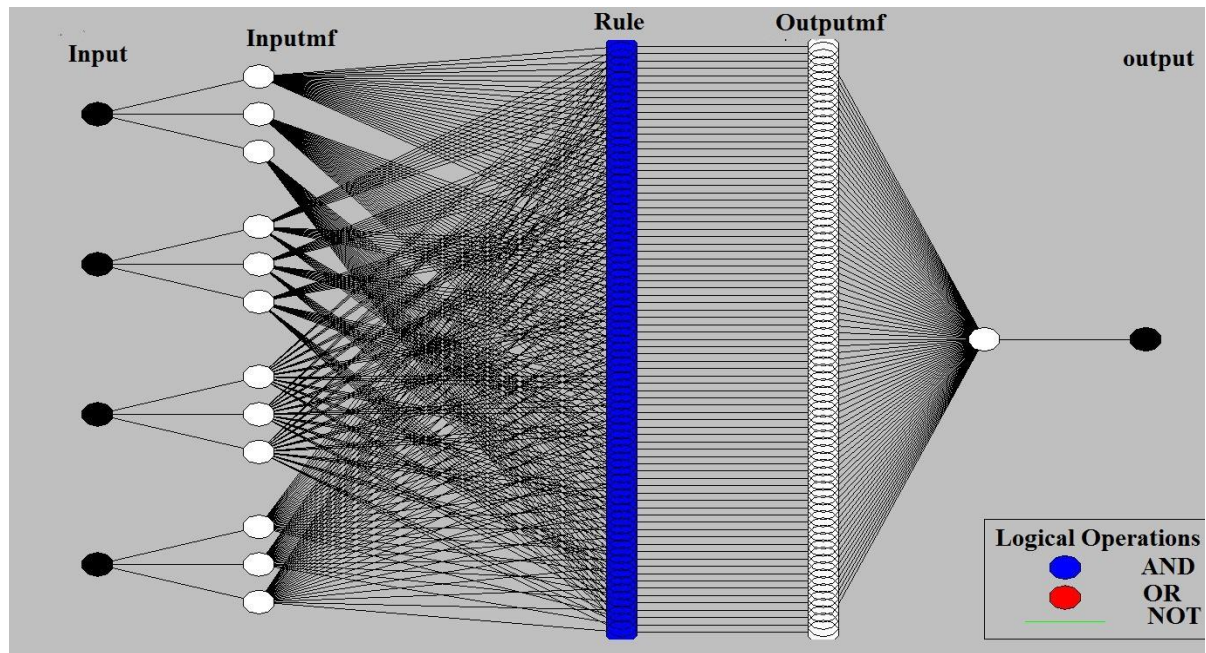 Input
Inputmf
Rule
Outputmf
output
Logical Operations
AND
OR
NOT